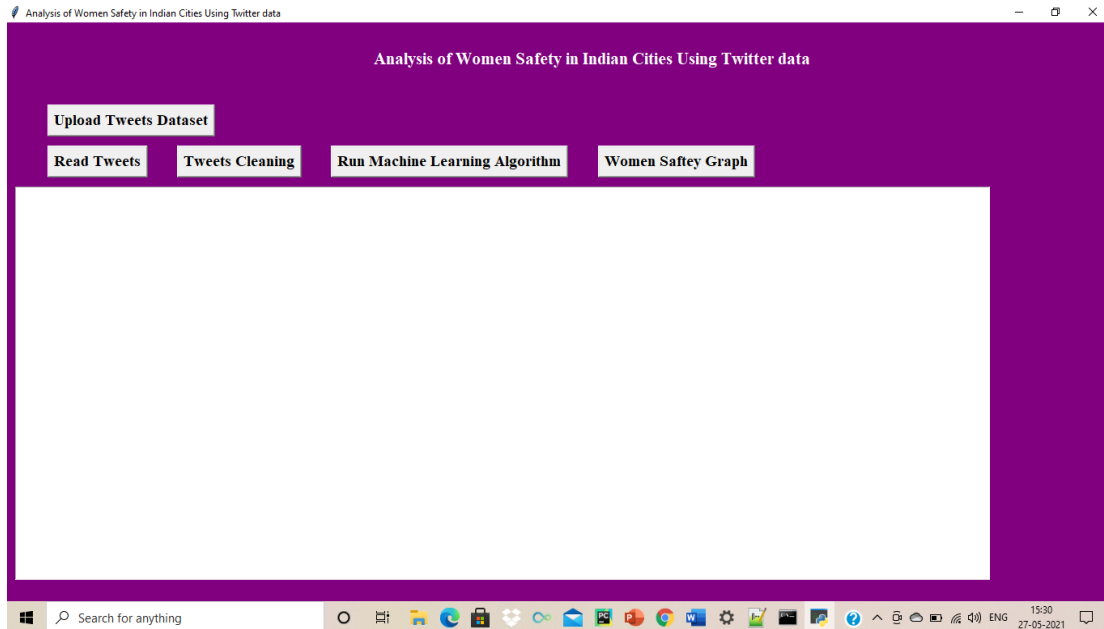 Analysis of Women Safety in Indian Cities Using Twitter data
Analysis of Women Safety in Indian Cities Using Twitter data
Upload Tweets Dataset
Read Tweets
Tweets Cleaning
Run Machine Learning Algorithm
Women Saftey Graph
Search for anything
ENG
15:30
27-05-2021